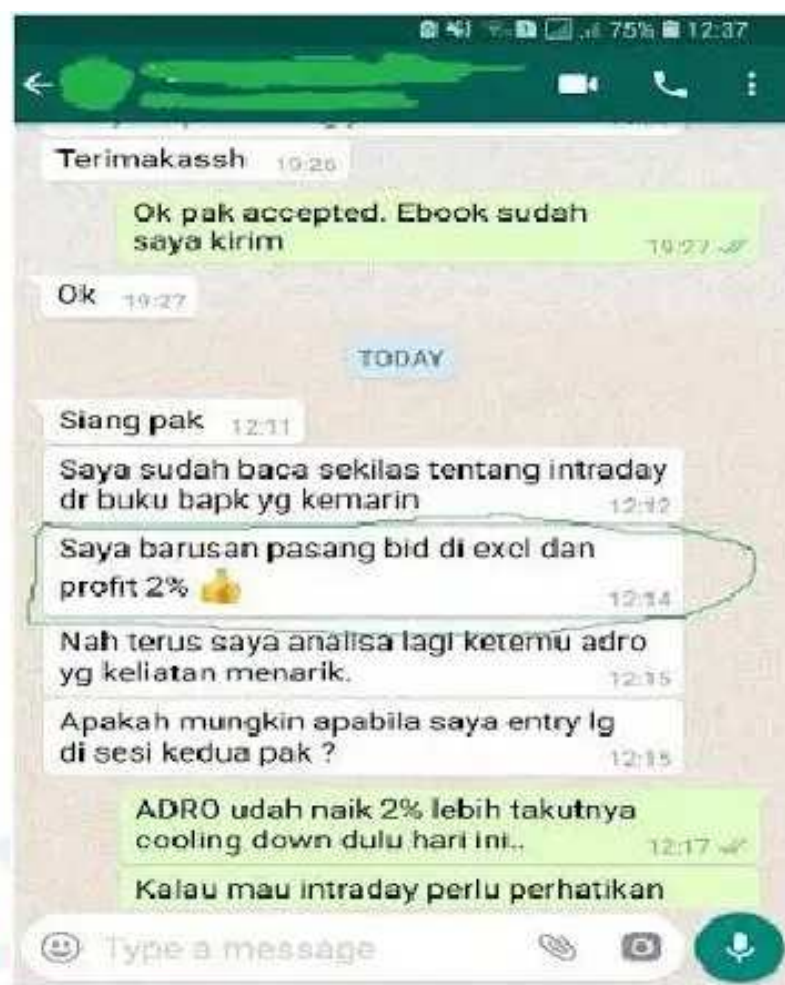 75% 12:37
Terimakassh 19:26
Ok pak accepted. Ebook sudah
saya kirim 19:27
Ok 19:27
TODAY
Siang pak 12:11
Saya sudah baca sekilas tentang intraday
dr buku bapk yg kemarin 12:12
Saya barusan pasang bid di excl dan
profit 2% 👍 12:14
Nah terus saya analisa lagi ketemu adro
yg keliatan menarik. 12:15
Apakah mungkin apabila saya entry lg
di sesi kedua pak ? 12:15
ADRO udah naik 2% lebih takutnya
cooling down dulu hari ini.. 12:17
Kalau mau intraday perlu perhatikan
Type a message